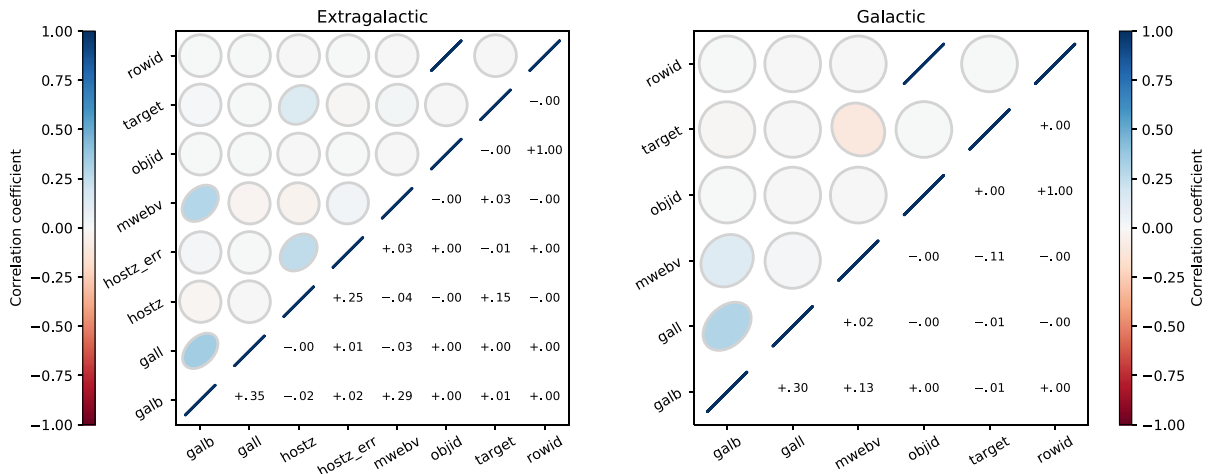 Extragalactic
Galactic
Correlation coefficient
1.00
0.75
0.50
0.25
0.00
−0.25
−0.50
−0.75
−1.00
rowid
target −.00
objid −.00 +1.00
mwebv −.00 +.03 −.00
hostz_err +.03 +.00 −.01 +.00
hostz +.25 −.04 −.00 +.15 −.00
gall −.00 +.01 −.03 +.00 +.00 +.00
galb +.35 −.02 +.02 +.29 +.00 +.01 +.00
galb gall hostz hostz_err mwebv objid target rowid
rowid
target +.00
objid +.00 +1.00
mwebv −.00 −.11 −.00
gall +.02 −.00 −.01 −.00
galb +.30 +.13 +.00 −.01 +.00
galb gall mwebv objid target rowid
1.00
0.75
0.50
0.25
0.00
−0.25
−0.50
−0.75
−1.00
Correlation coefficient